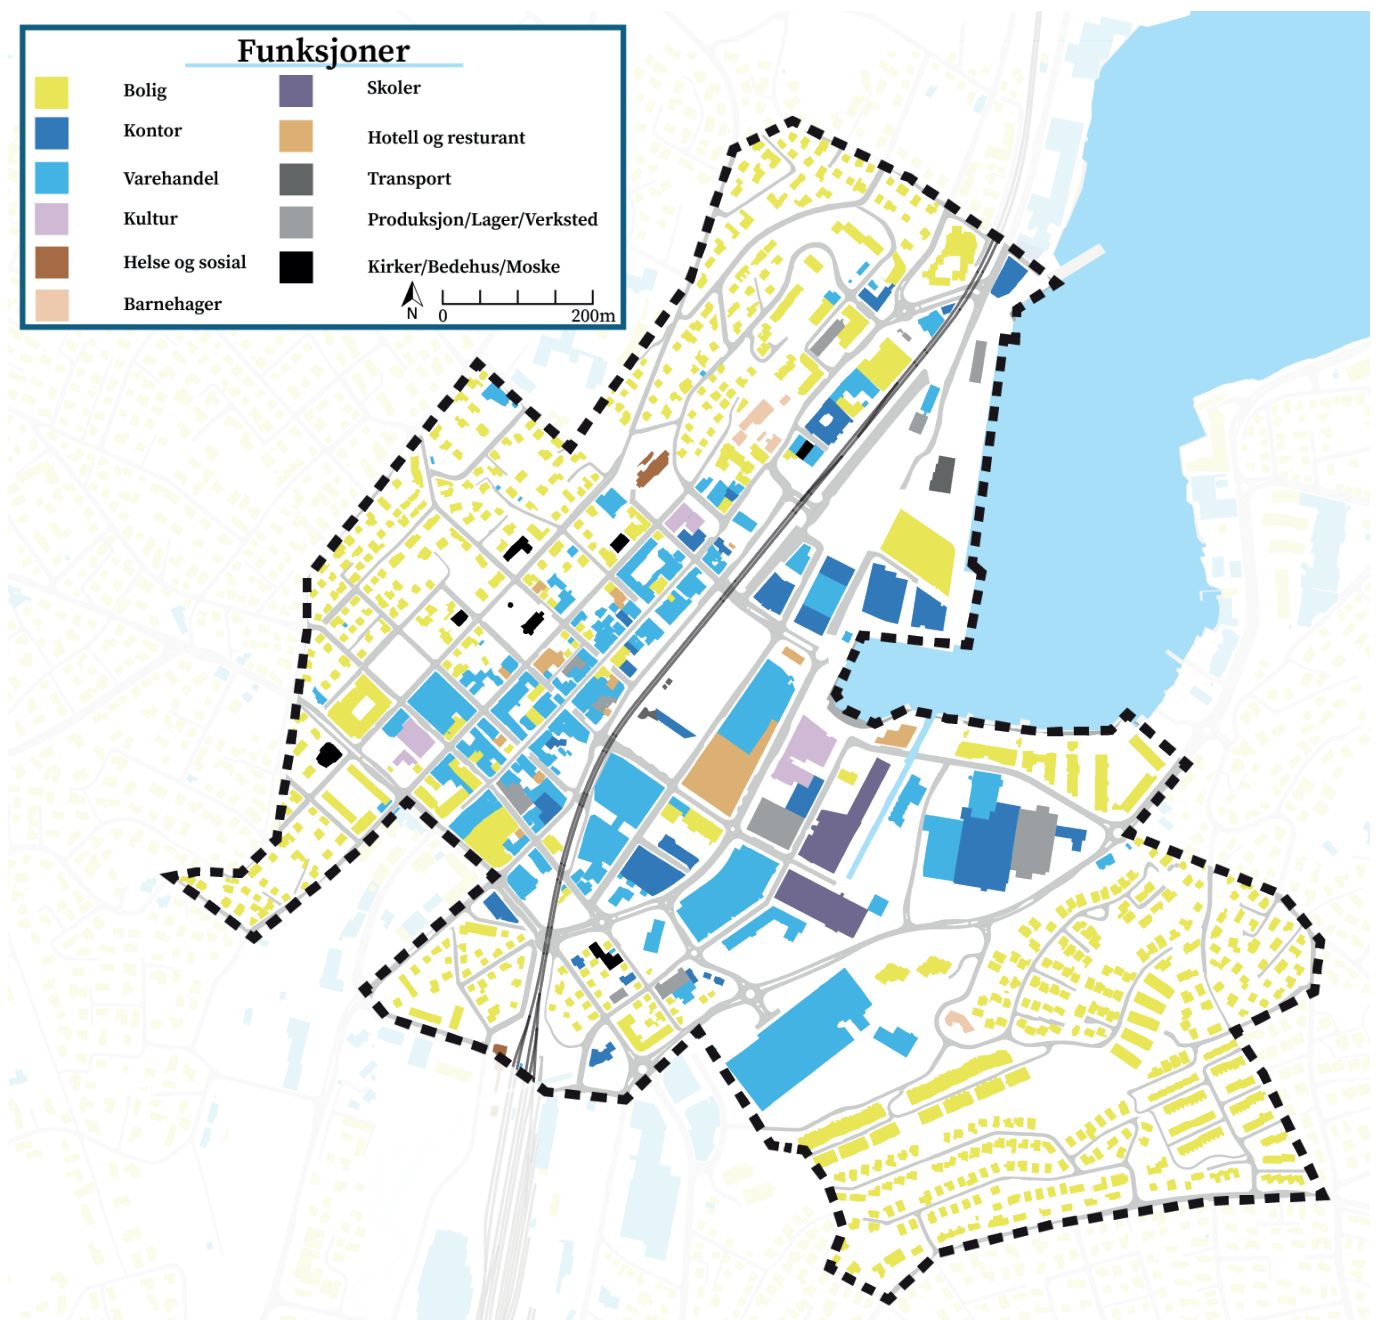 Funksjoner
Bolig
Kontor
Varehandel
Kultur
Helse og sosial
Barnehager
Skoler
Hotell og resturant
Transport
Produksjon/Lager/Verksted
Kirker/Bedehus/Moske
N 0 200m